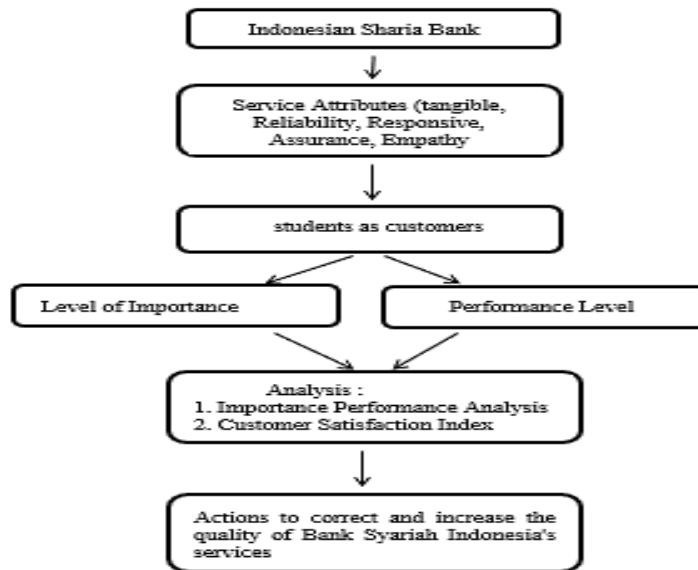 Indonesian Sharia Bank
Service Attributes (tangible,
Reliability, Responsive,
Assurance, Empathy
students as customers
Level of Importance
Performance Level
Analysis :
1. Importance Performance Analysis
2. Customer Satisfaction Index
Actions to correct and increase the
quality of Bank Syariah Indonesia's
services